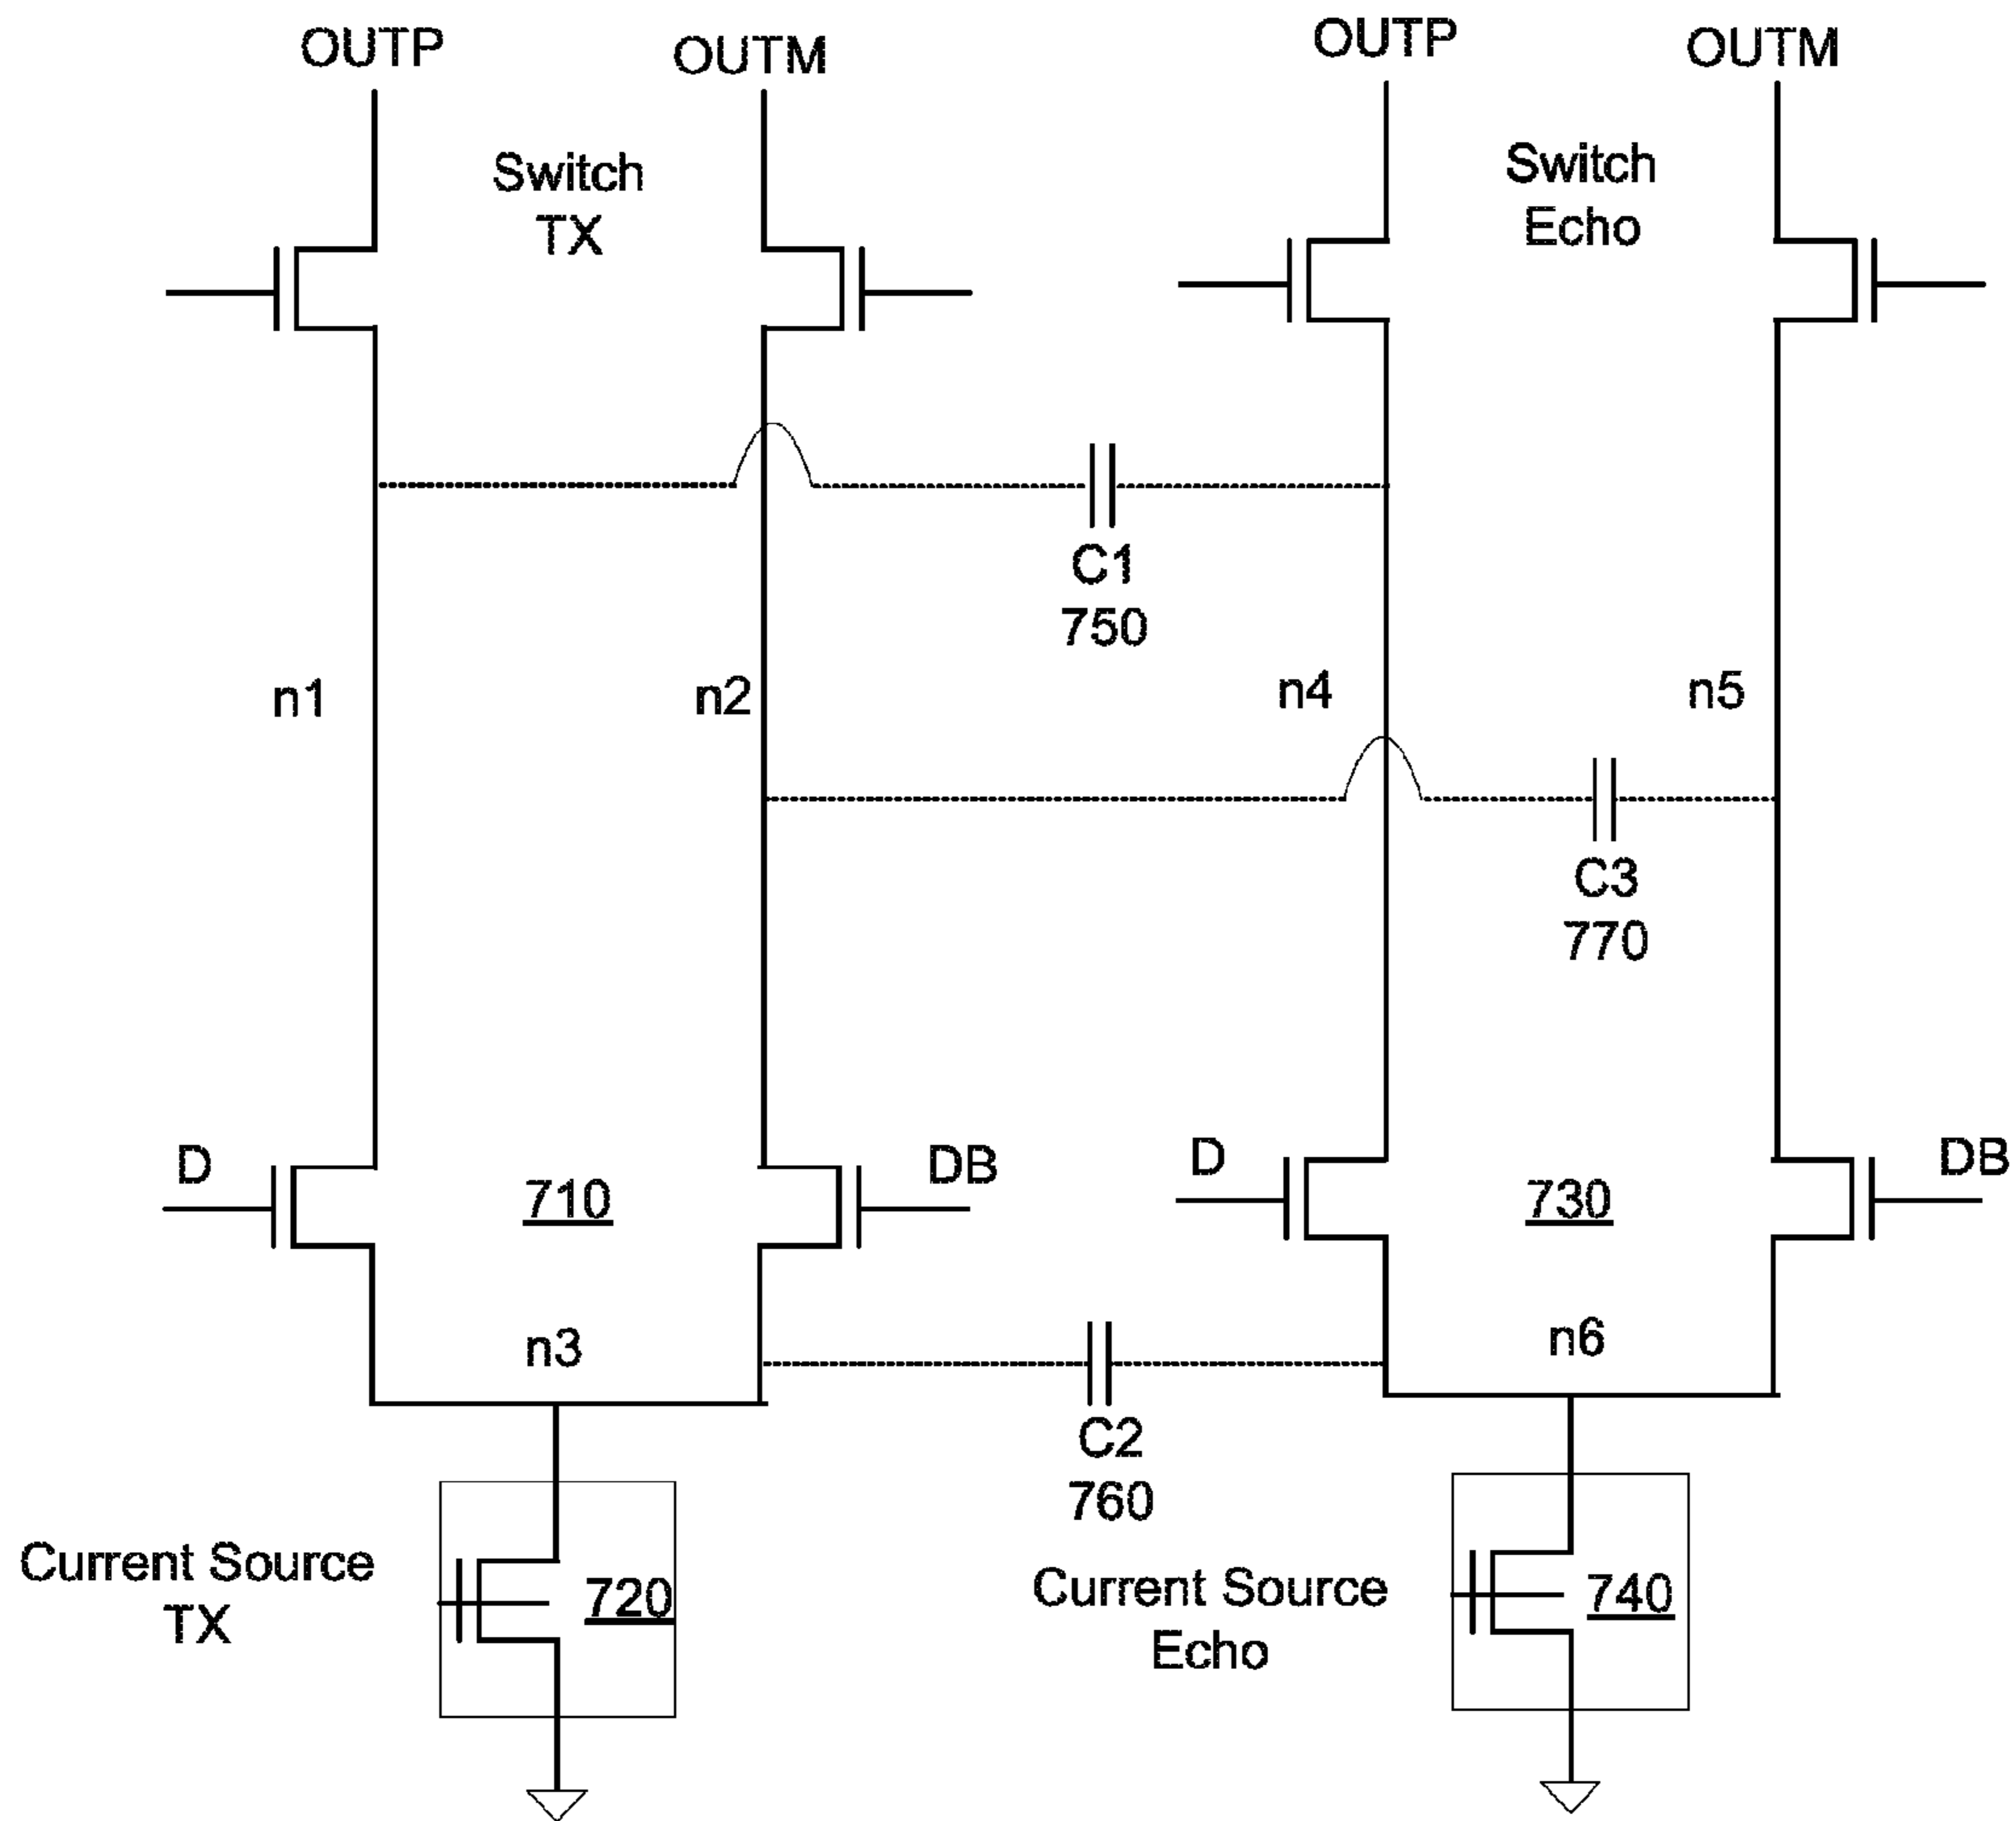 OUTP
OUTM
OUTP
OUTM
Switch
TX
Switch
Echo
C1
750
n1
n2
n4
n5
C3
770
D
710
DB
D
730
DB
n3
n6
C2
760
Current Source
TX
720
Current Source
Echo
740